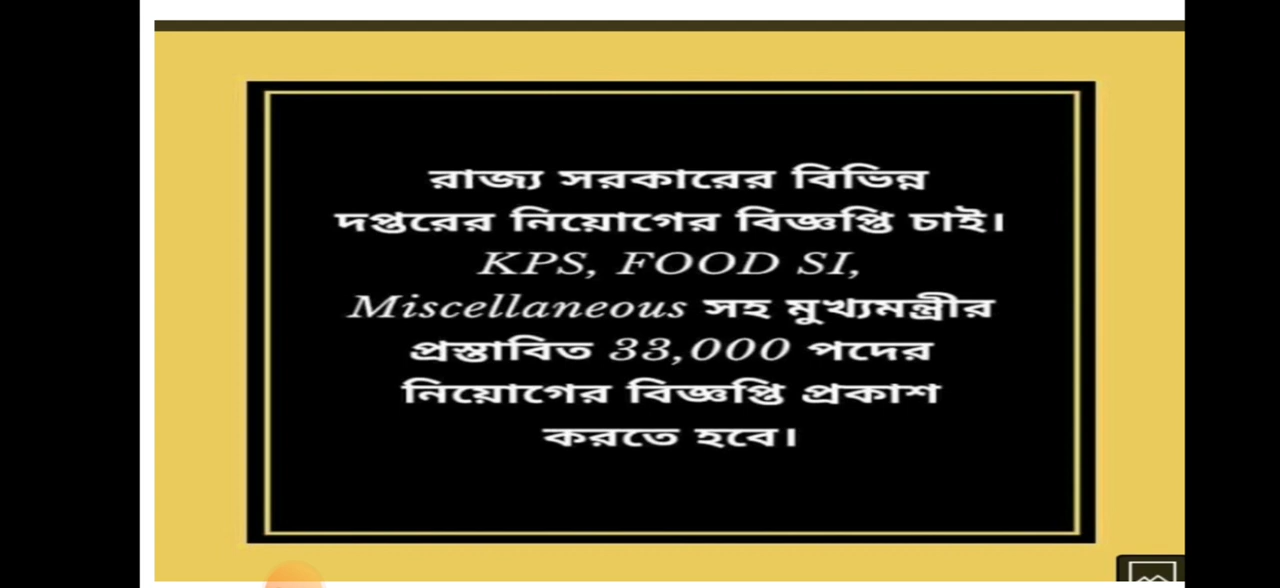 রাজ্য সরকারের বিভিন্ন
দপ্তরের নিয়োগের বিজ্ঞপ্তি চাই।
KPS, FOOD SI,
Miscellaneous সহ মুখ্যমন্ত্রীর
প্রস্তাবিত 33,000 পদের
নিয়োগের বিজ্ঞপ্তি প্রকাশ
করতে হবে।